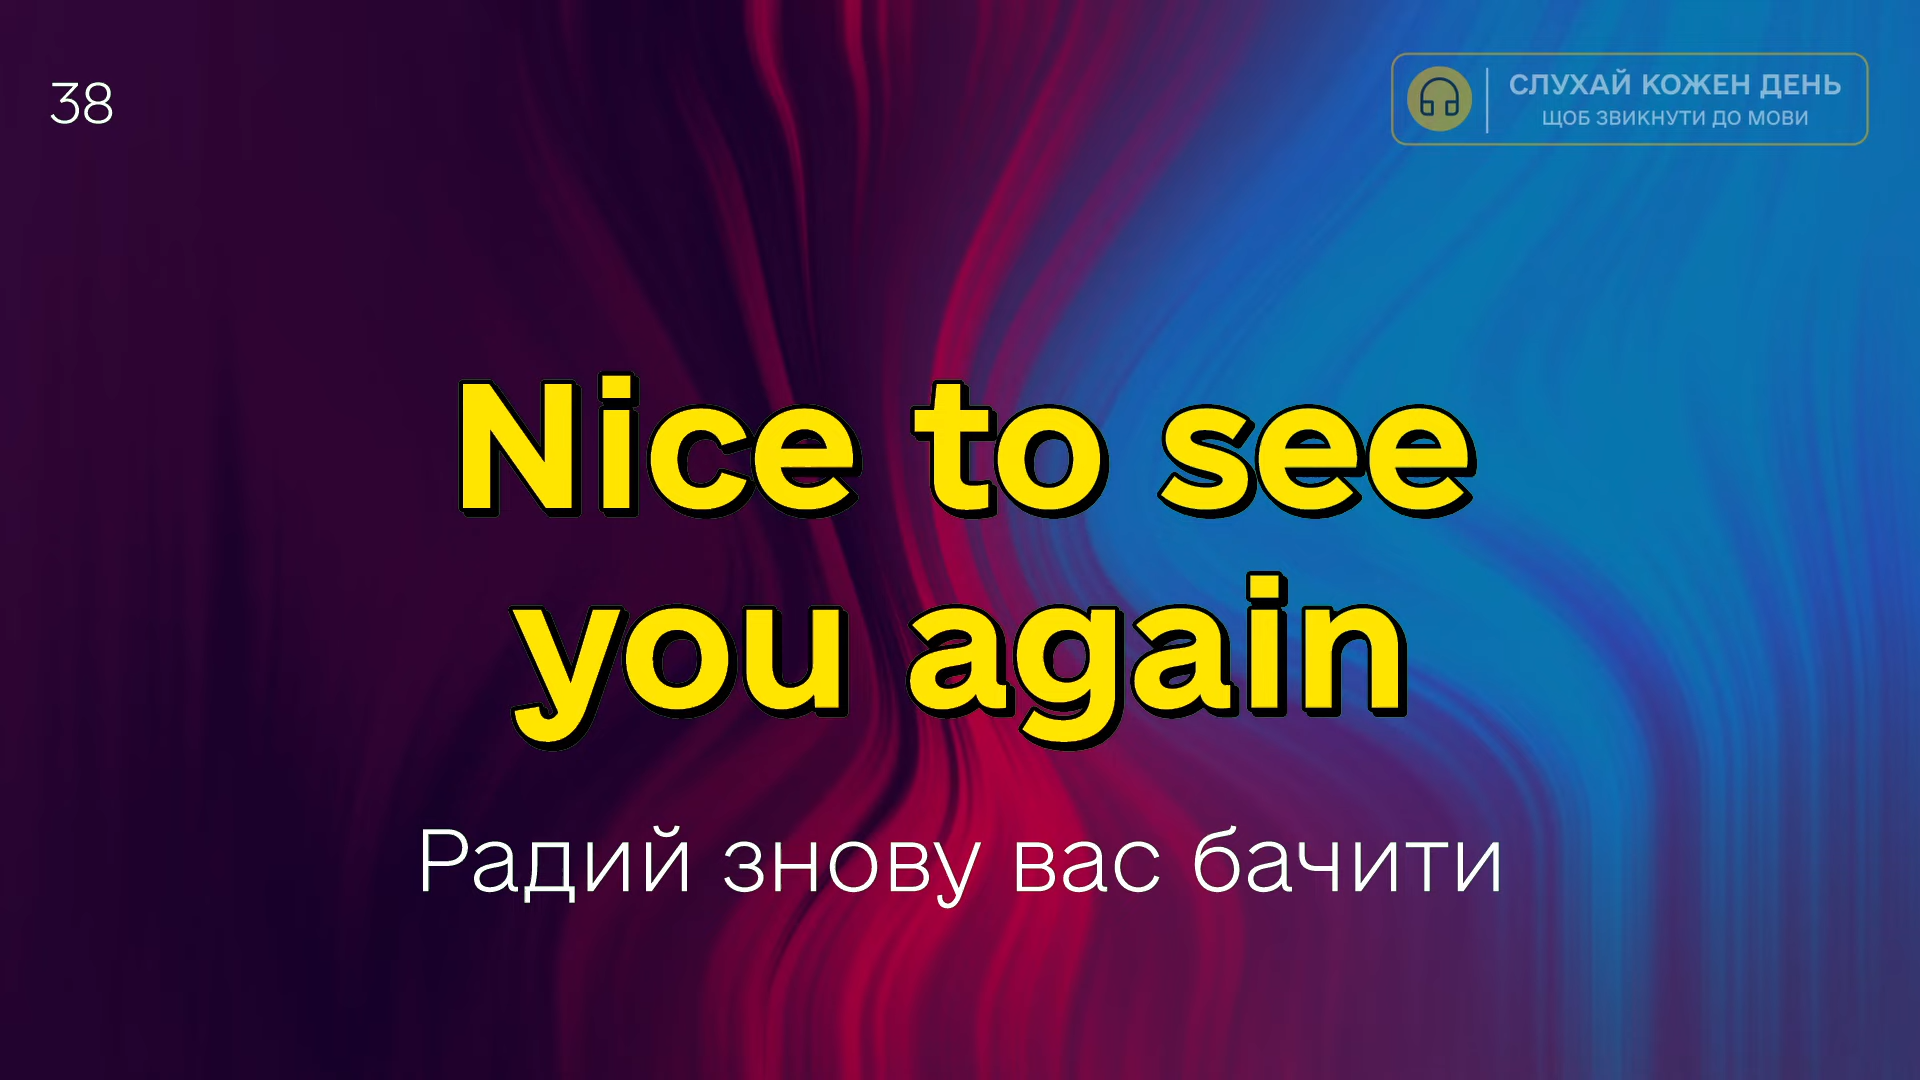 38
СЛУХАЙ КОЖЕН ДЕНЬ
ЩОБ ЗВИКНУТИ ДО МОВИ
Nice to see
you again
Радий знову вас бачити